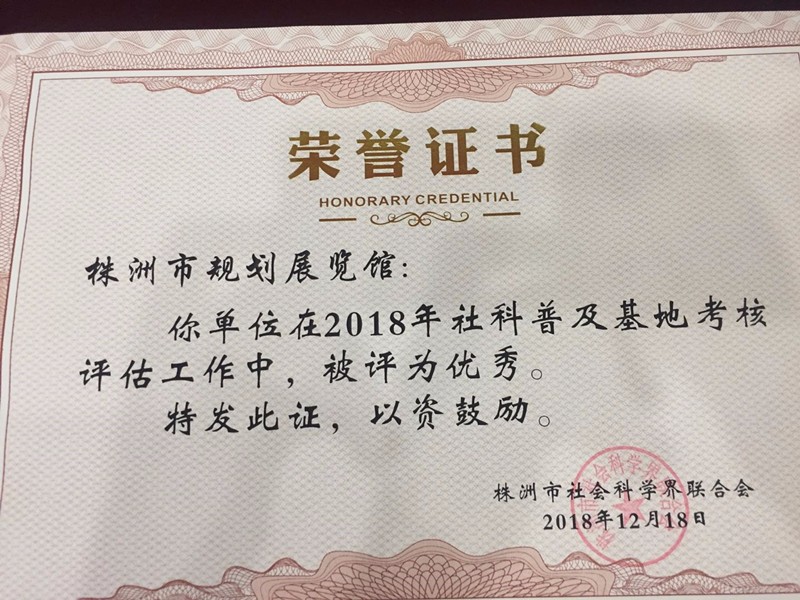 荣誉证书
HONORARY CREDENTIAL
株洲市规划展览馆：
你单位在2018年社科普及基地考核
评估工作中，被评为优秀。
特发此证，以资鼓励。
株洲市社会科学界联合会
2018年12月18日